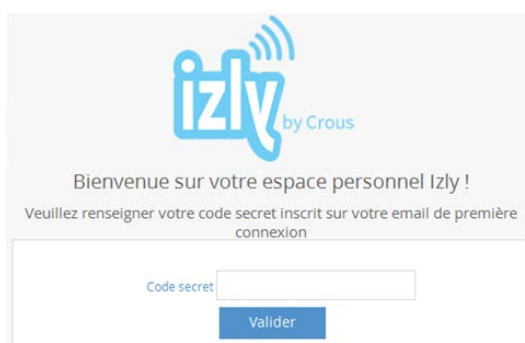 izly
by Crous
Bienvenue sur votre espace personnel Izly !
Veuillez renseigner votre code secret inscrit sur votre email de première
connexion
Code secret
Valider